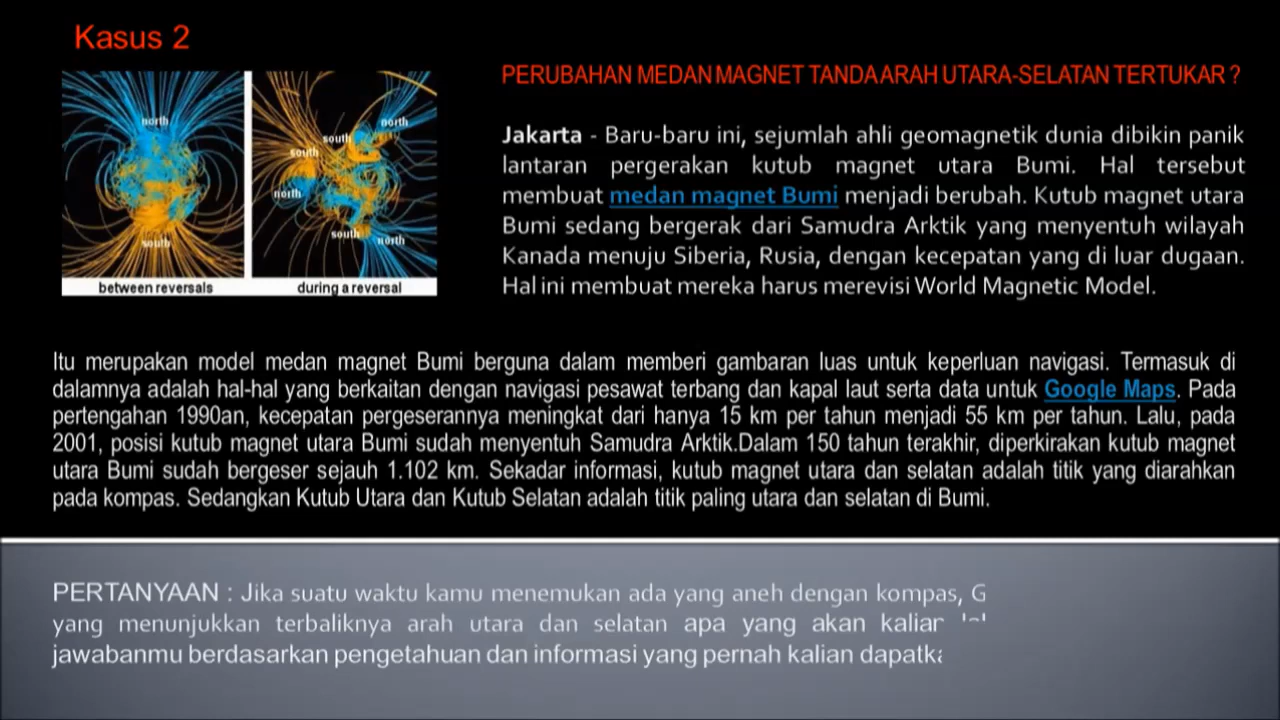 Kasus 2
north
south
between reversals
south
north
south
north
south
north
during a reversal
PERUBAHAN MEDAN MAGNET TANDA ARAH UTARA-SELATAN TERTUKAR ?
Jakarta - Baru-baru ini, sejumlah ahli geomagnetik dunia dibikin panik
lantaran pergerakan kutub magnet utara Bumi. Hal tersebut
membuat medan magnet Bumi menjadi berubah. Kutub magnet utara
Bumi sedang bergerak dari Samudra Arktik yang menyentuh wilayah
Kanada menuju Siberia, Rusia, dengan kecepatan yang di luar dugaan.
Hal ini membuat mereka harus merevisi World Magnetic Model.
Itu merupakan model medan magnet Bumi berguna dalam memberi gambaran luas untuk keperluan navigasi. Termasuk di
dalamnya adalah hal-hal yang berkaitan dengan navigasi pesawat terbang dan kapal laut serta data untuk Google Maps. Pada
pertengahan 1990an, kecepatan pergeserannya meningkat dari hanya 15 km per tahun menjadi 55 km per tahun. Lalu, pada
2001, posisi kutub magnet utara Bumi sudah menyentuh Samudra Arktik.Dalam 150 tahun terakhir, diperkirakan kutub magnet
utara Bumi sudah bergeser sejauh 1.102 km. Sekadar informasi, kutub magnet utara dan selatan adalah titik yang diarahkan
pada kompas. Sedangkan Kutub Utara dan Kutub Selatan adalah titik paling utara dan selatan di Bumi.
PERTANYAAN : Jika suatu waktu kamu menemukan ada yang aneh dengan kompas, G
yang menunjukkan terbaliknya arah utara dan selatan apa yang akan kalian
jawabanmu berdasarkan pengetahuan dan informasi yang pernah kalian